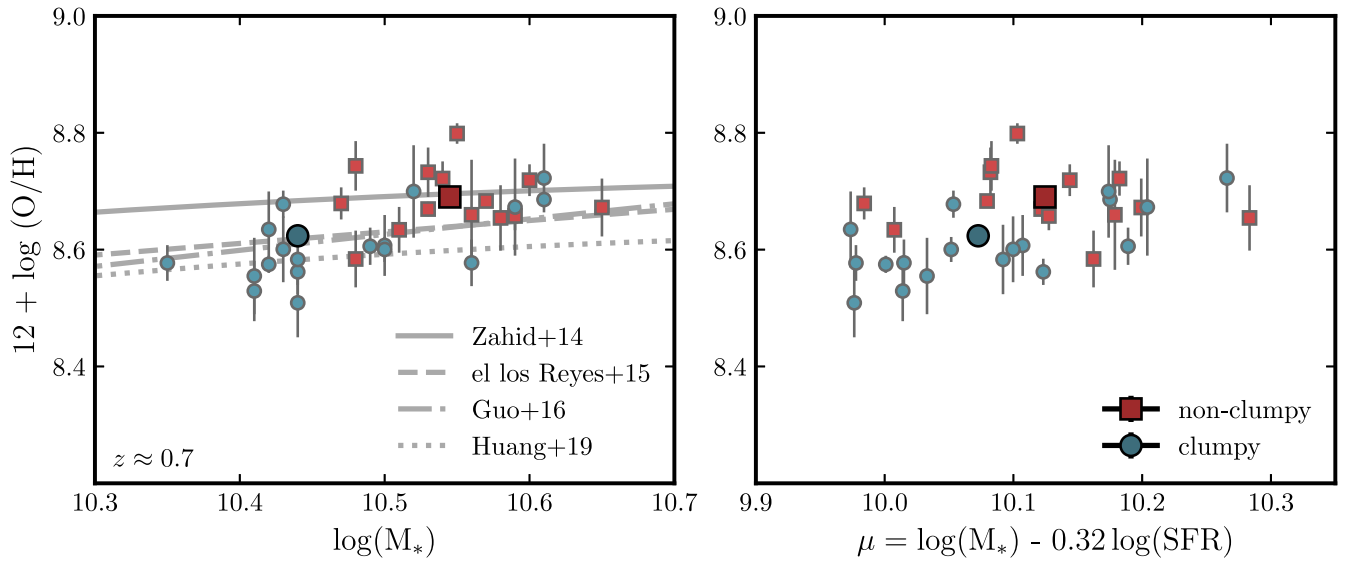 9.0
8.8
8.6
8.4
12 + log (O/H)
10.3 10.4 10.5 10.6 10.7
log(M∗)
Zahid+14
el los Reyes+15
Guo+16
Huang+19
z ≈ 0.7
9.0
8.8
8.6
8.4
9.9 10.0 10.1 10.2 10.3
μ = log(M∗) - 0.32 log(SFR)
non-clumpy
clumpy